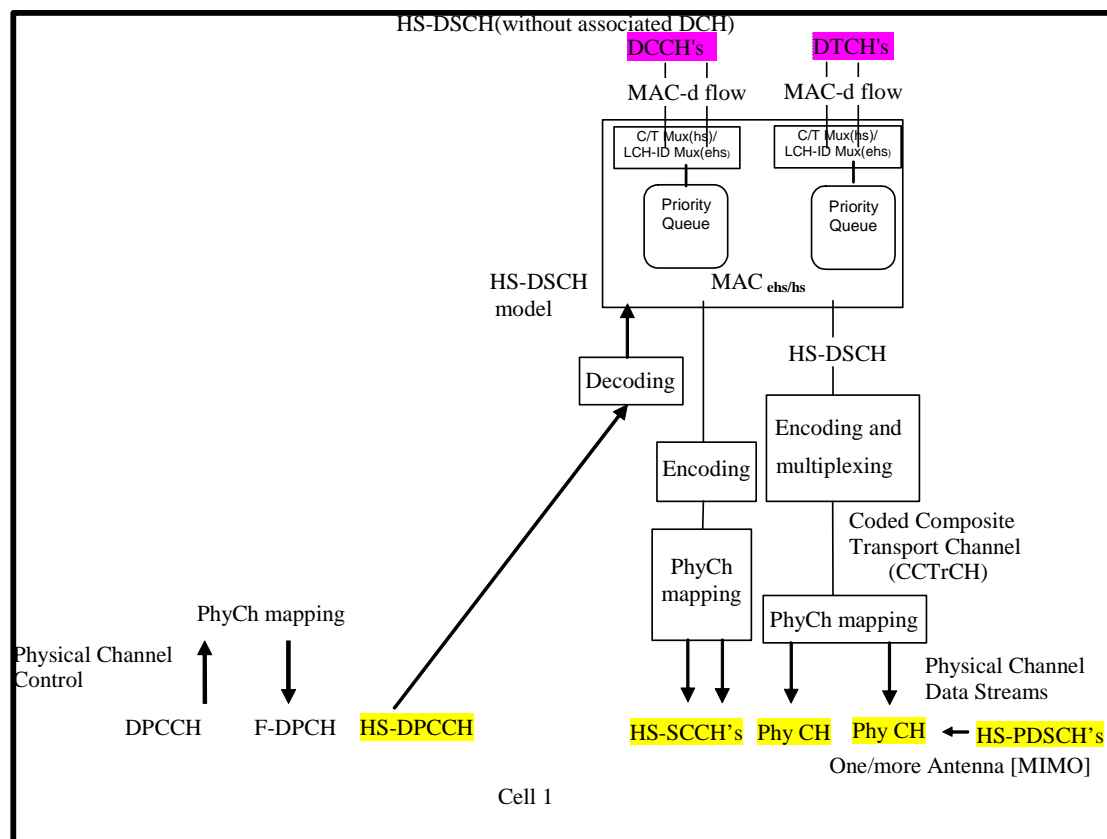 HS-DSCH(without associated DCH)
DCCH's
DTCH's
MAC-d flow
MAC-d flow
C/T Mux(hs)/
LCH-ID Mux(ehs)
C/T Mux(hs)/
LCH-ID Mux(ehs)
Priority
Queue
Priority
Queue
HS-DSCH
model
MAC ehs/hs
HS-DSCH
Decoding
Encoding and
multiplexing
Encoding
Coded Composite
Transport Channel
(CCTrCH)
PhyCh
mapping
PhyCh mapping
PhyCh mapping
Physical Channel
Control
Physical Channel
Data Streams
DPCCH
F-DPCH
HS-DPCCH
HS-SCCH’s
Phy CH
Phy CH
HS-PDSCH’s
One/more Antenna [MIMO]
Cell 1